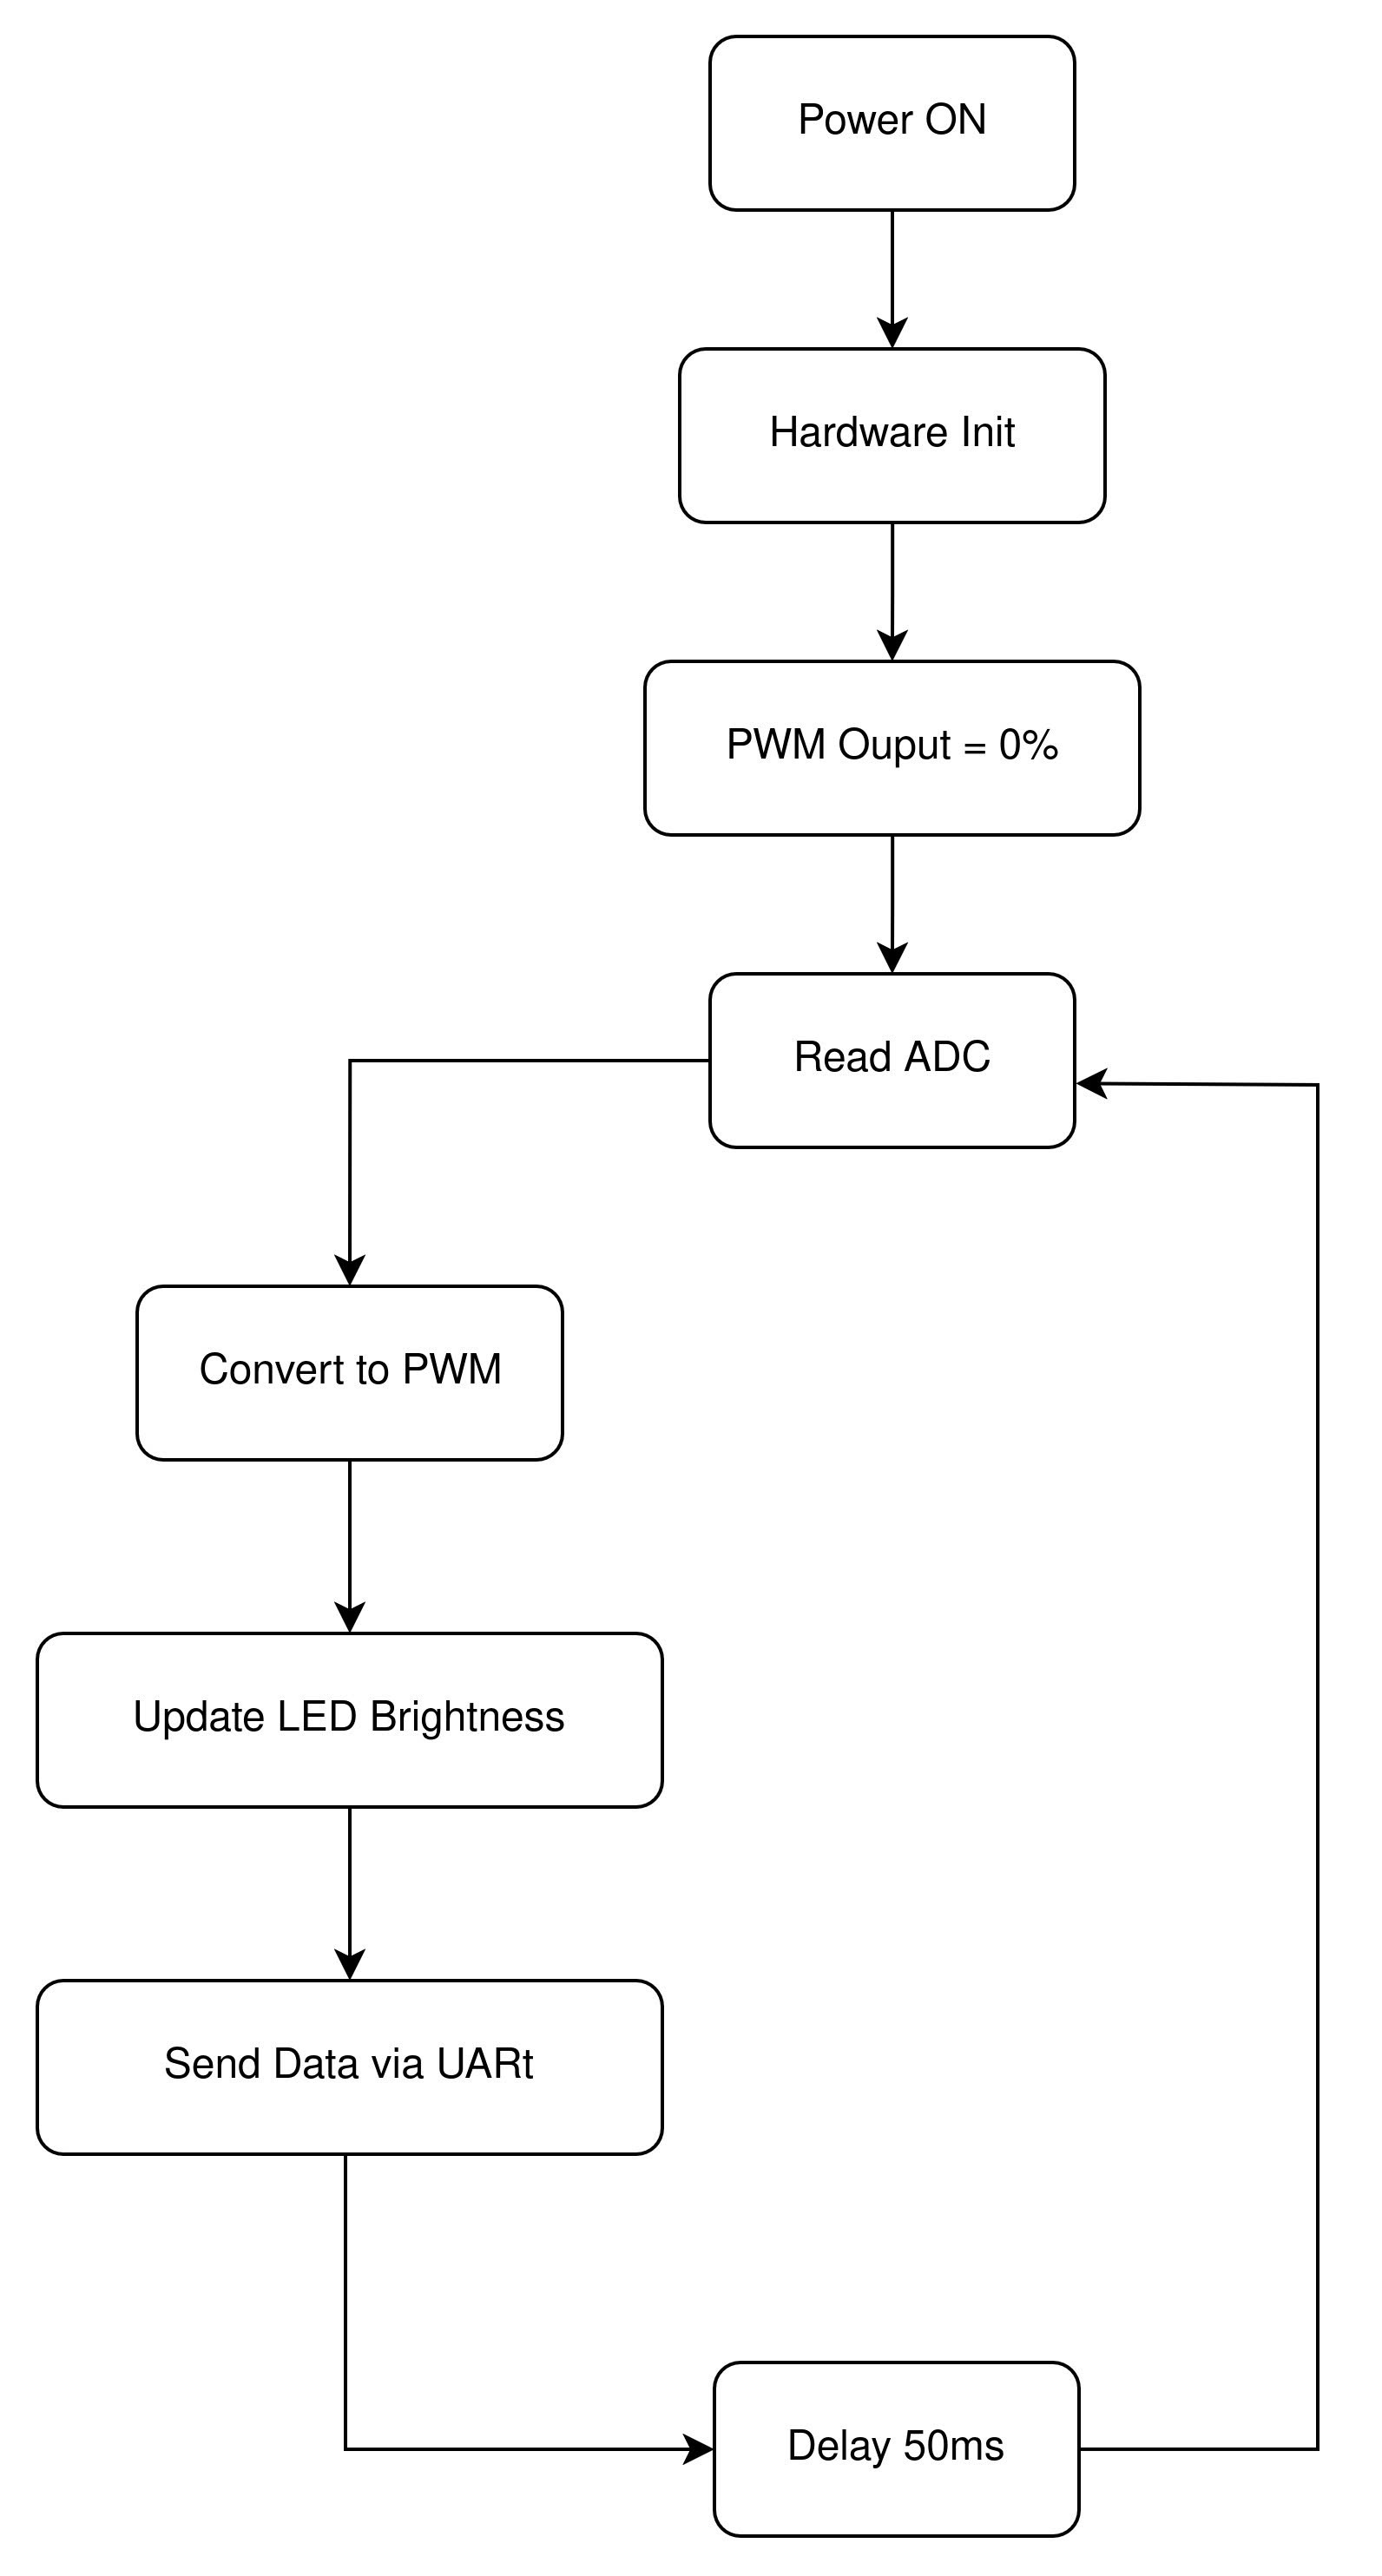 Power ON
Hardware Init
PWM Ouput = 0%
Read ADC
Convert to PWM
Update LED Brightness
Send Data via UARt
Delay 50ms